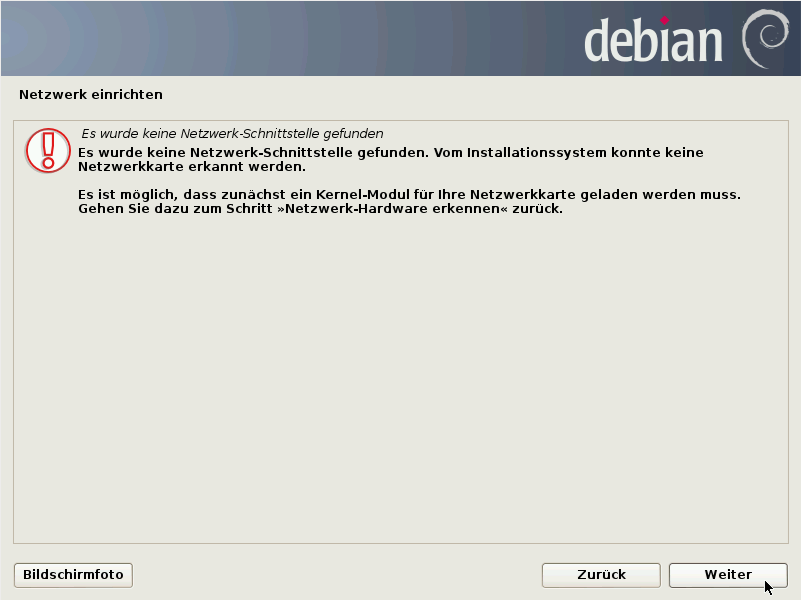 debian
Netzwerk einrichten
Es wurde keine Netzwerk-Schnittstelle gefunden
Es wurde keine Netzwerk-Schnittstelle gefunden. Vom Installationssystem konnte keine
Netzwerkkarte erkannt werden.
Es ist möglich, dass zunächst ein Kernel-Modul für Ihre Netzwerkkarte geladen werden muss.
Gehen Sie dazu zum Schritt »Netzwerk-Hardware erkennen« zurück.
Bildschirmfoto
Zurück
Weiter